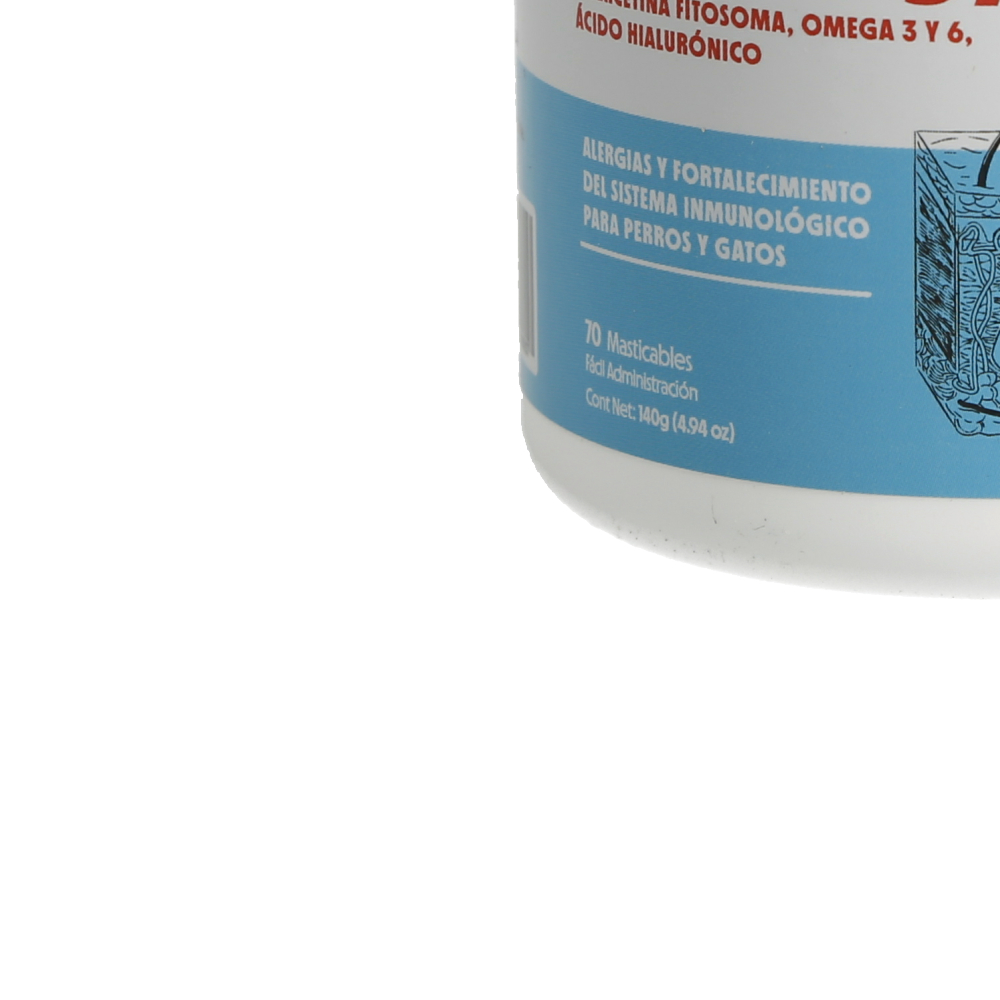 FITOSOMA, OMEGA 3 Y 6,
ÁCIDO HIALURÓNICO
ALERGIAS Y FORTALECIMIENTO
DEL SISTEMA INMUNOLÓGICO
PARA PERROS Y GATOS
70 Masticables
Fácil Administración
Cont Net: 140g (4.94 oz)